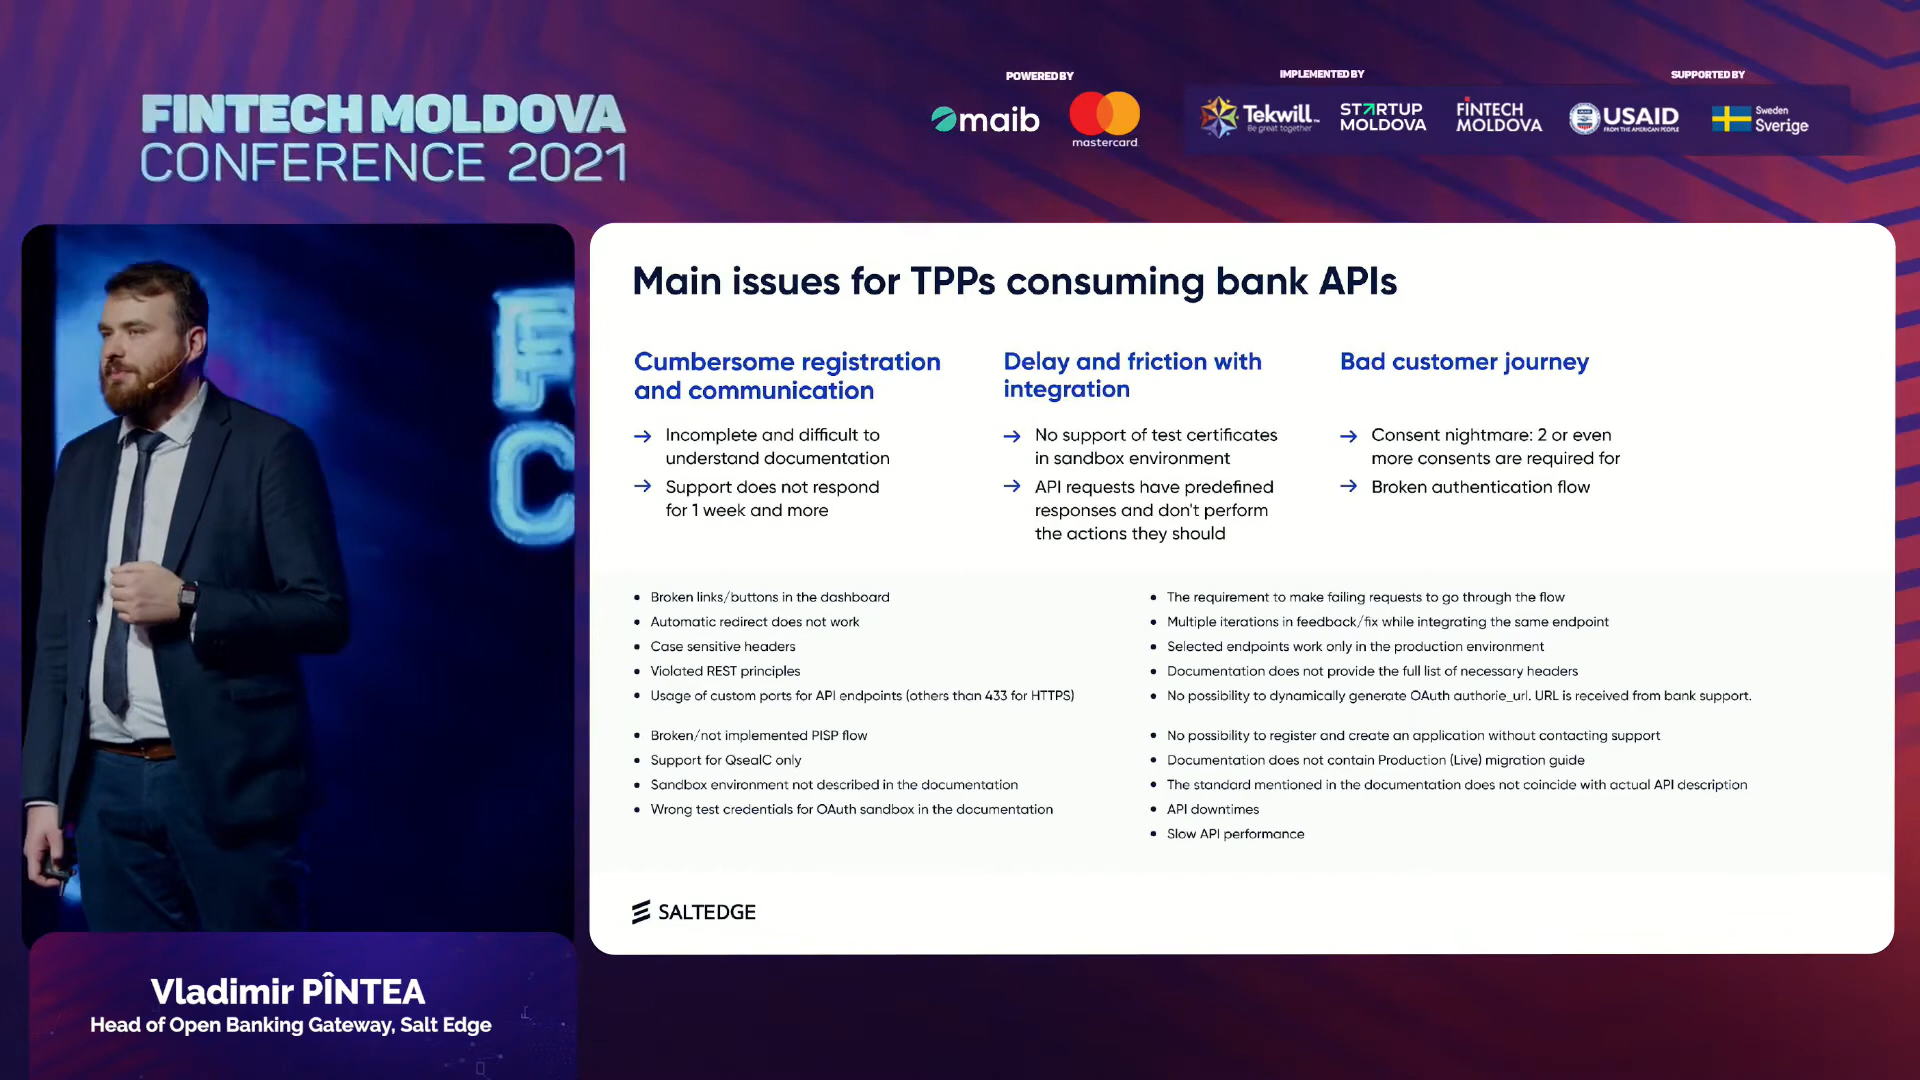 FINTECH MOLDOVA
CONFERENCE 2021
POWERED BY
maib
mastercard
IMPLEMENTED BY
Tekwill
Be great together
STARTUP
MOLDOVA
FINTECH
MOLDOVA
SUPPORTED BY
USAID
FROM THE AMERICAN PEOPLE
Sweden
Sverige
F
C
Main issues for TPPs consuming bank APIs
Cumbersome registration
and communication
→ Incomplete and difficult to
understand documentation
→ Support does not respond
for 1 week and more
Delay and friction with
integration
→ No support of test certificates
in sandbox environment
→ API requests have predefined
responses and don't perform
the actions they should
Bad customer journey
→ Consent nightmare: 2 or even
more consents are required for
→ Broken authentication flow
• Broken links/buttons in the dashboard
• Automatic redirect does not work
• Case sensitive headers
• Violated REST principles
• Usage of custom ports for API endpoints (others than 433 for HTTPS)
• Broken/not implemented PISP flow
• Support for QsealC only
• Sandbox environment not described in the documentation
• Wrong test credentials for OAuth sandbox in the documentation
• The requirement to make failing requests to go through the flow
• Multiple iterations in feedback/fix while integrating the same endpoint
• Selected endpoints work only in the production environment
• Documentation does not provide the full list of necessary headers
• No possibility to dynamically generate OAuth authorie_url. URL is received from bank support.
• No possibility to register and create an application without contacting support
• Documentation does not contain Production (Live) migration guide
• The standard mentioned in the documentation does not coincide with actual API description
• API downtimes
• Slow API performance
SALTEDGE
Vladimir PÎNTEA
Head of Open Banking Gateway, Salt Edge